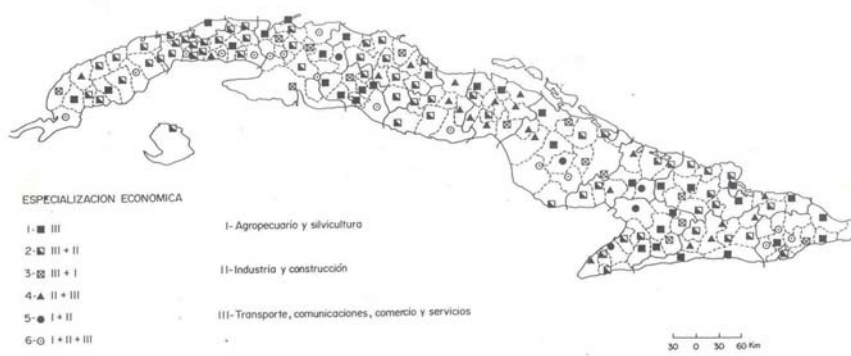 ESPECIALIZACION ECONOMICA
1- ■ III
I- Agropecuario y silvicultura
2- III + II
3- III + I
II- Industria y construcción
4- ▲ II + III
5- ● I + II
III- Transporte, comunicaciones, comercio y servicios
6- ⊙ I + II + III
30 0 30 60 Km